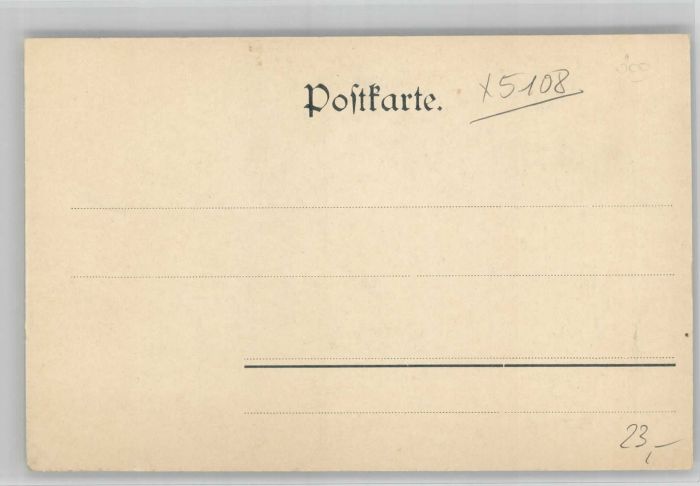 Poſtkarte.
x5108
23,-